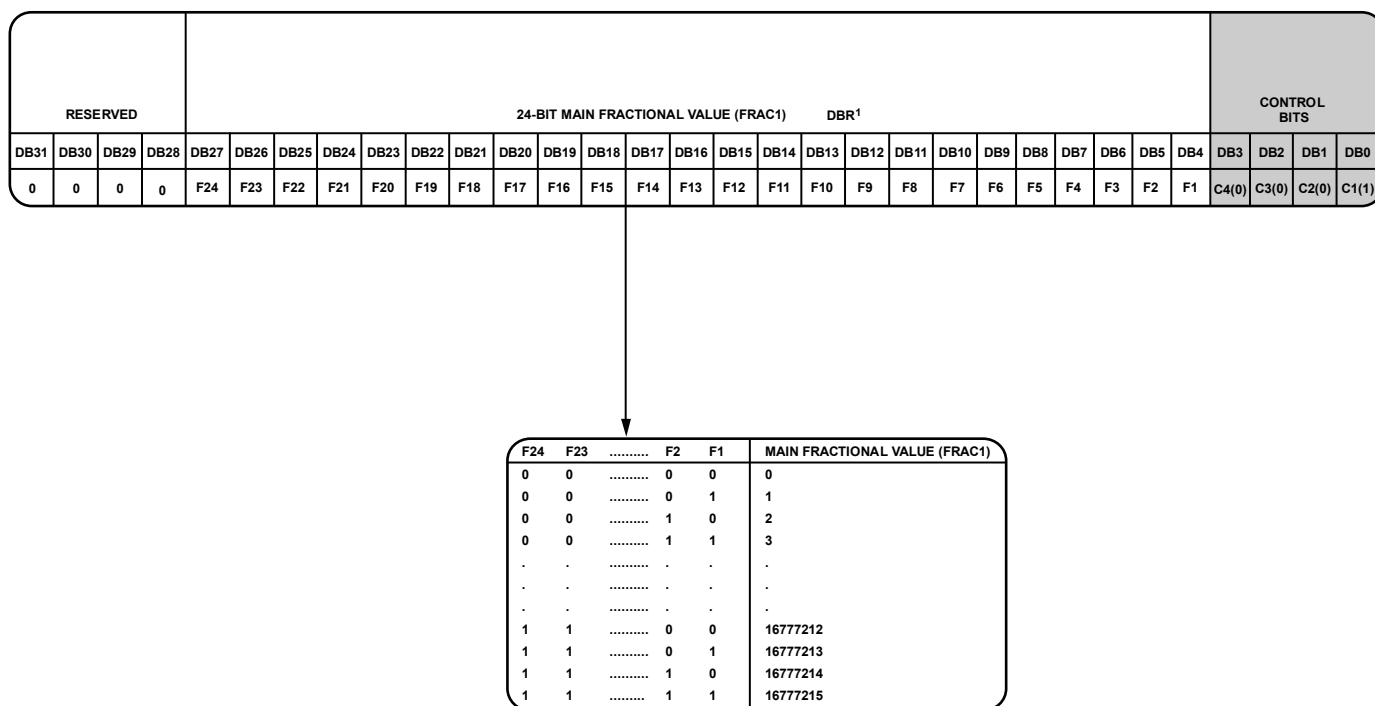 RESERVED 24-BIT MAIN FRACTIONAL VALUE (FRAC1) DBR1 CONTROL
BITS
DB31 DB30 DB29 DB28 DB27 DB26 DB25 DB24 DB23 DB22 DB21 DB20 DB19 DB18 DB17 DB16 DB15 DB14 DB13 DB12 DB11 DB10 DB9 DB8 DB7 DB6 DB5 DB4 DB3 DB2 DB1 DB0
0 0 0 0 F24 F23 F22 F21 F20 F19 F18 F17 F16 F15 F14 F13 F12 F11 F10 F9 F8 F7 F6 F5 F4 F3 F2 F1 C4(0) C3(0) C2(0) C1(1)
F24 F23 .......... F2 F1 MAIN FRACTIONAL VALUE (FRAC1)
0 0 .......... 0 0 0
0 0 .......... 0 1 1
0 0 .......... 1 0 2
0 0 .......... 1 1 3
. . .......... . . .
. . .......... . . .
. . .......... . . .
1 1 .......... 0 0 16777212
1 1 .......... 0 1 16777213
1 1 .......... 1 0 16777214
1 1 ......... 1 1 16777215